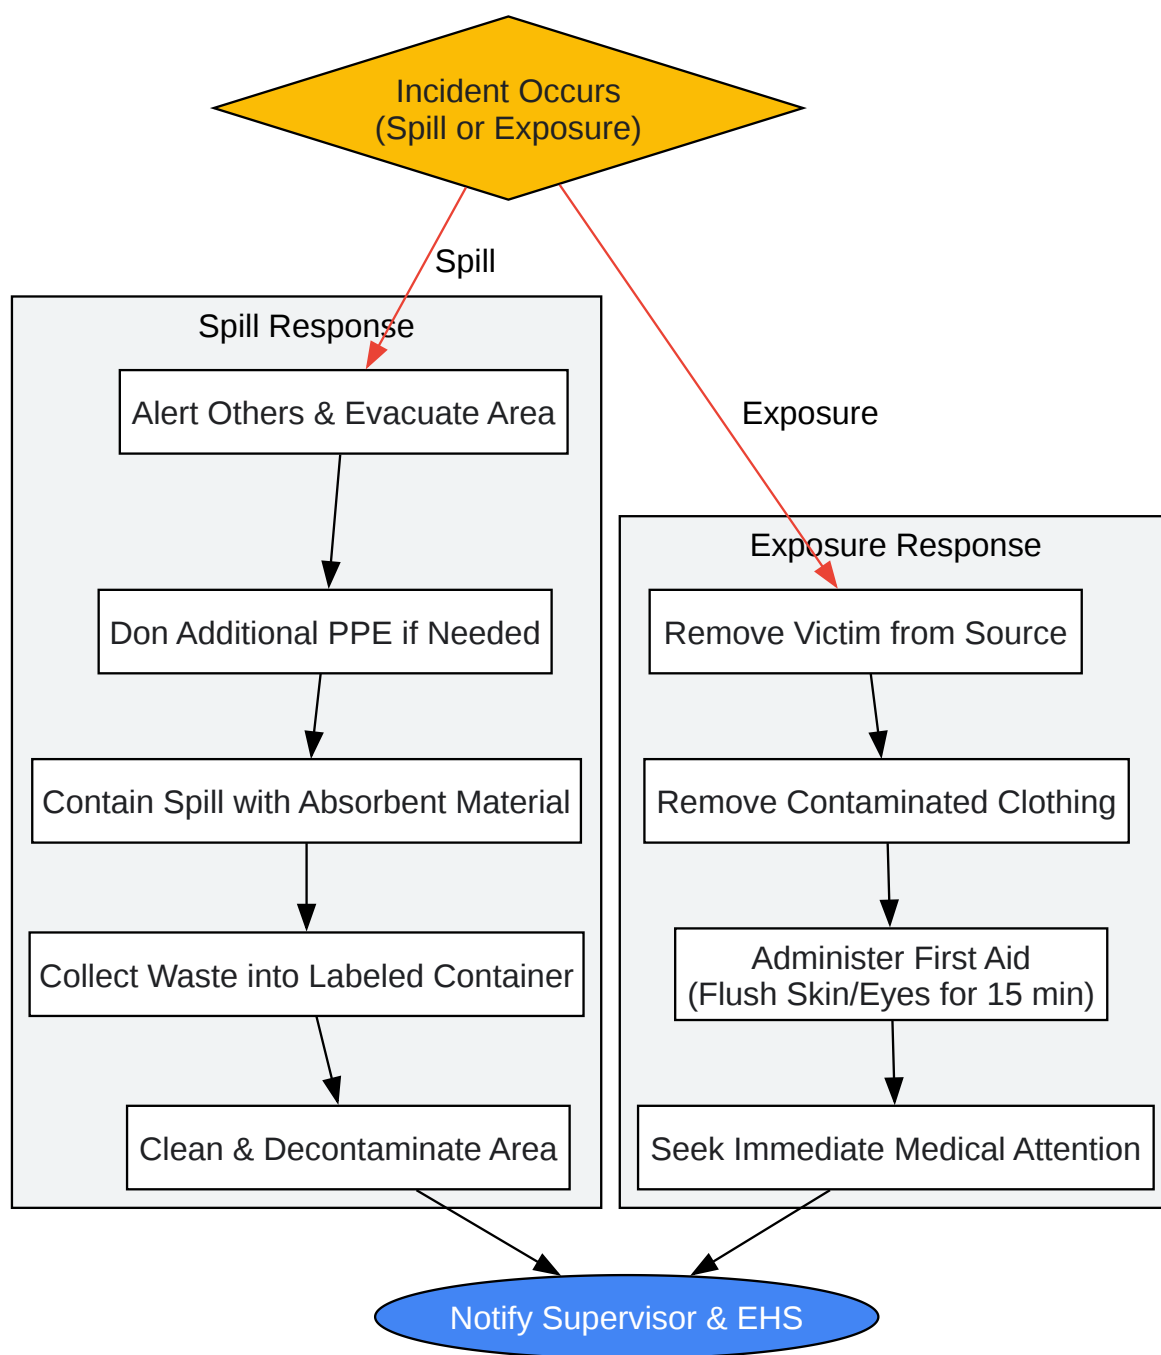 Incident Occurs
(Spill or Exposure)
Spill
Exposure
Spill Response
Alert Others & Evacuate Area
Don Additional PPE if Needed
Contain Spill with Absorbent Material
Collect Waste into Labeled Container
Clean & Decontaminate Area
Exposure Response
Remove Victim from Source
Remove Contaminated Clothing
Administer First Aid
(Flush Skin/Eyes for 15 min)
Seek Immediate Medical Attention
Notify Supervisor & EHS